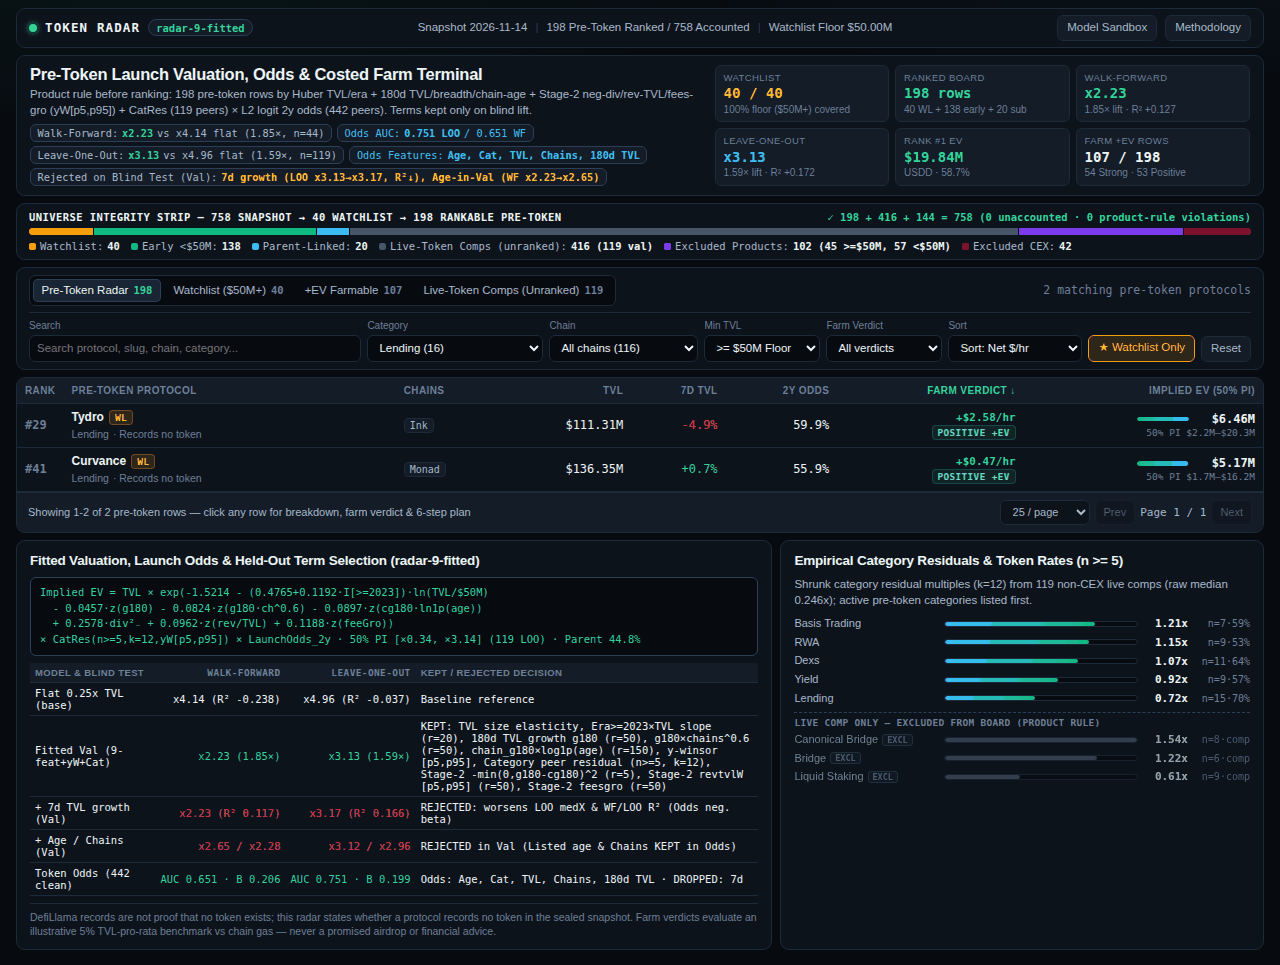 TOKEN RADAR radar-9-fitted
Snapshot 2026-11-14 | 198 Pre-Token Ranked / 758 Accounted | Watchlist Floor $50.00M
Model Sandbox Methodology
Pre-Token Launch Valuation, Odds & Costed Farm Terminal
Product rule before ranking: 198 pre-token rows by Huber TVL/era + 180d TVL/breadth/chain-age + Stage-2 neg-div/rev-TVL/fees-
gro (yW[p5,p95]) + CatRes (119 peers) × L2 logit 2y odds (442 peers). Terms kept only on blind lift.
Walk-Forward: x2.23 vs x4.14 flat (1.85×, n=44) Odds AUC: 0.751 LOO / 0.651 WF
Leave-One-Out: x3.13 vs x4.96 flat (1.59×, n=119) Odds Features: Age, Cat, TVL, Chains, 180d TVL
Rejected on Blind Test (Val): 7d growth (LOO x3.13→x3.17, R²↓), Age-in-Val (WF x2.23→x2.65)
WATCHLIST
40 / 40
100% floor ($50M+) covered
RANKED BOARD
198 rows
40 WL + 138 early + 20 sub
WALK-FORWARD
x2.23
1.85× lift · R² +0.127
LEAVE-ONE-OUT
x3.13
1.59× lift · R² +0.172
RANK #1 EV
$19.84M
USDD · 58.7%
FARM +EV ROWS
107 / 198
54 Strong · 53 Positive
UNIVERSE INTEGRITY STRIP — 758 SNAPSHOT → 40 WATCHLIST → 198 RANKABLE PRE-TOKEN
✓ 198 + 416 + 144 = 758 (0 unaccounted · 0 product-rule violations)
Watchlist: 40 Early <$50M: 138 Parent-Linked: 20 Live-Token Comps (unranked): 416 (119 val) Excluded Products: 102 (45 >=$50M, 57 <$50M) Excluded CEX: 42
Pre-Token Radar 198 Watchlist ($50M+) 40 +EV Farmable 107 Live-Token Comps (Unranked) 119
2 matching pre-token protocols
Search Category Chain Min TVL Farm Verdict Sort
Search protocol, slug, chain, category... Lending (16) All chains (116) >= $50M Floor All verdicts Sort: Net $/hr ★ Watchlist Only Reset
RANK PRE-TOKEN PROTOCOL CHAINS TVL 7D TVL 2Y ODDS FARM VERDICT ↓ IMPLIED EV (50% PI)
#29 Tydro WL Ink $111.31M -4.9% 59.9% +$2.58/hr $6.46M
Lending · Records no token POSITIVE +EV 50% PI $2.2M–$20.3M
#41 Curvance WL Monad $136.35M +0.7% 55.9% +$0.47/hr $5.17M
Lending · Records no token POSITIVE +EV 50% PI $1.7M–$16.2M
Showing 1-2 of 2 pre-token rows — click any row for breakdown, farm verdict & 6-step plan
25 / page Prev Page 1 / 1 Next
Fitted Valuation, Launch Odds & Held-Out Term Selection (radar-9-fitted)
Implied EV = TVL × exp(-1.5214 - (0.4765+0.1192·I[>=2023])·ln(TVL/$50M)
- 0.0457·z(g180) - 0.0824·z(g180·ch^0.6) - 0.0897·z(cg180·ln1p(age))
+ 0.2578·div²₋ + 0.0962·z(rev/TVL) + 0.1188·z(feeGro))
× CatRes(n>=5,k=12,yW[p5,p95]) × LaunchOdds_2y · 50% PI [×0.34, ×3.14] (119 LOO) · Parent 44.8%
MODEL & BLIND TEST WALK-FORWARD LEAVE-ONE-OUT KEPT / REJECTED DECISION
Flat 0.25x TVL
(base)
x4.14 (R² -0.238) x4.96 (R² -0.037) Baseline reference
Fitted Val (9-
feat+yW+Cat)
x2.23 (1.85×) x3.13 (1.59×)
KEPT: TVL size elasticity, Era>=2023×TVL slope
(r=20), 180d TVL growth g180 (r=50), g180×chains^0.6
(r=50), chain_g180×log1p(age) (r=150), y-winsor
[p5,p95], Category peer residual (n>=5, k=12),
Stage-2 -min(0,g180-cg180)^2 (r=5), Stage-2 revtvlW
[p5,p95] (r=50), Stage-2 feesgro (r=50)
+ 7d TVL growth
(Val)
x2.23 (R² 0.117) x3.17 (R² 0.166)
REJECTED: worsens LOO medX & WF/LOO R² (Odds neg.
beta)
+ Age / Chains
(Val)
x2.65 / x2.28 x3.12 / x2.96 REJECTED in Val (Listed age & Chains KEPT in Odds)
Token Odds (442
clean)
AUC 0.651 · B 0.206 AUC 0.751 · B 0.199 Odds: Age, Cat, TVL, Chains, 180d TVL · DROPPED: 7d
DefiLlama records are not proof that no token exists; this radar states whether a protocol records no token in the sealed snapshot. Farm verdicts evaluate an
illustrative 5% TVL-pro-rata benchmark vs chain gas — never a promised airdrop or financial advice.
Empirical Category Residuals & Token Rates (n >= 5)
Shrunk category residual multiples (k=12) from 119 non-CEX live comps (raw median
0.246x); active pre-token categories listed first.
Basis Trading 1.21x n=7·59%
RWA 1.15x n=9·53%
Dexs 1.07x n=11·64%
Yield 0.92x n=9·57%
Lending 0.72x n=15·70%
LIVE COMP ONLY — EXCLUDED FROM BOARD (PRODUCT RULE)
Canonical Bridge EXCL 1.54x n=8·comp
Bridge EXCL 1.22x n=6·comp
Liquid Staking EXCL 0.61x n=9·comp